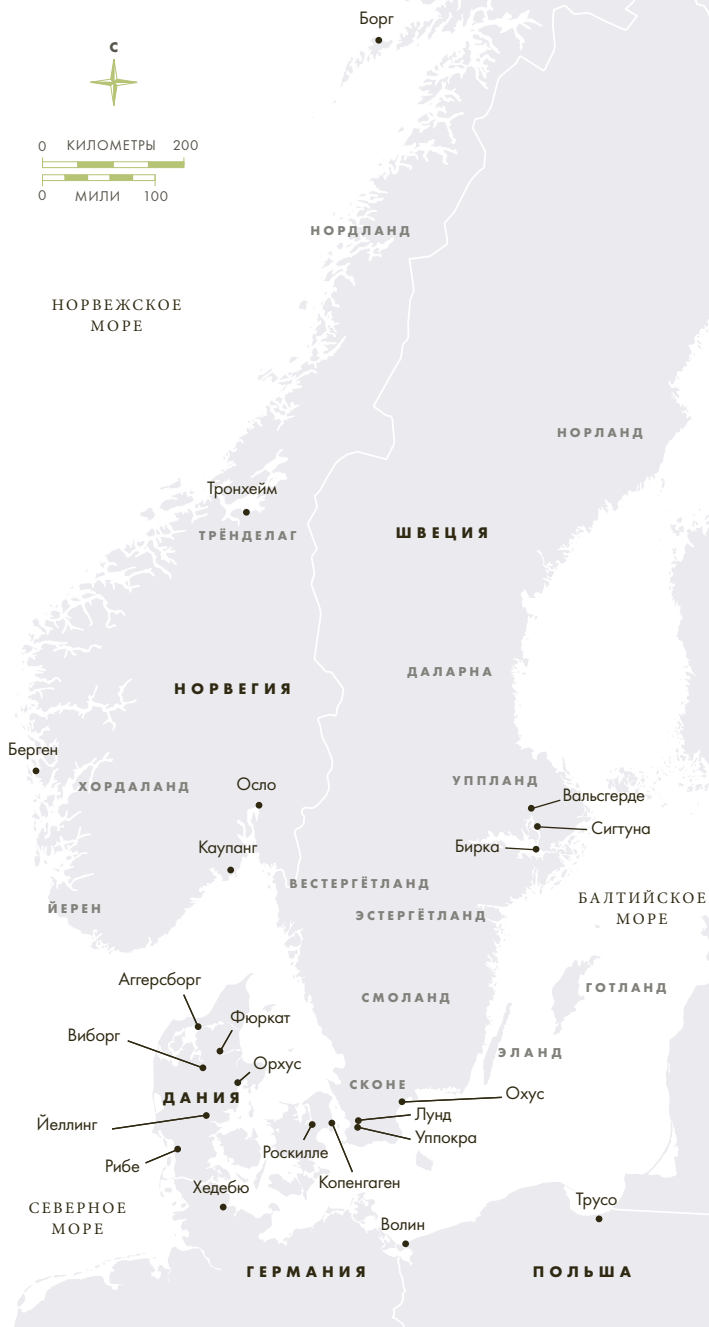 Борг
С
0 КИЛОМЕТРЫ 200
0 МИЛИ 100
НОРДЛАНД
НОРВЕЖСКОЕ
МОРЕ
НОРЛАНД
Тронхейм
ТРЁНДЕЛАГ
ШВЕЦИЯ
ДАЛАРНА
НОРВЕГИЯ
Берген
ХОРДАЛАНД
Осло
УППЛАНД
Вальсгерде
Сигтуна
Бирка
Каупанг
ВЕСТЕРГЁТЛАНД
ЙЕРЕН
ЭСТЕРГЁТЛАНД
БАЛТИЙСКОЕ
МОРЕ
Аггерсборг
ГОТЛАНД
СМОЛАНД
Фюркат
Виборг
ЭЛАНД
Орхус
СКОНЕ
ДАНИЯ
Охус
Лунд
Йеллинг
Уппокра
Роскилле
Рибе
Копенгаген
Хедебю
СЕВЕРНОЕ
МОРЕ
Трусо
Волин
ГЕРМАНИЯ
ПОЛЬША